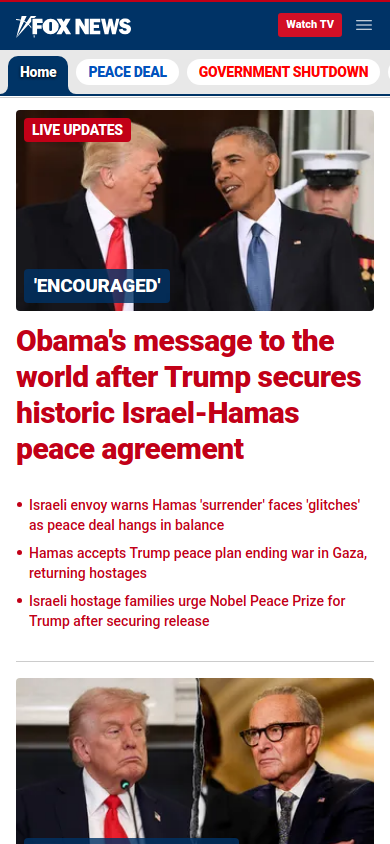 FOX NEWS
Watch TV
Home
PEACE DEAL
GOVERNMENT SHUTDOWN
LIVE UPDATES
'ENCOURAGED'
Obama's message to the
world after Trump secures
historic Israel-Hamas
peace agreement
Israeli envoy warns Hamas 'surrender' faces 'glitches'
as peace deal hangs in balance
Hamas accepts Trump peace plan ending war in Gaza,
returning hostages
Israeli hostage families urge Nobel Peace Prize for
Trump after securing release